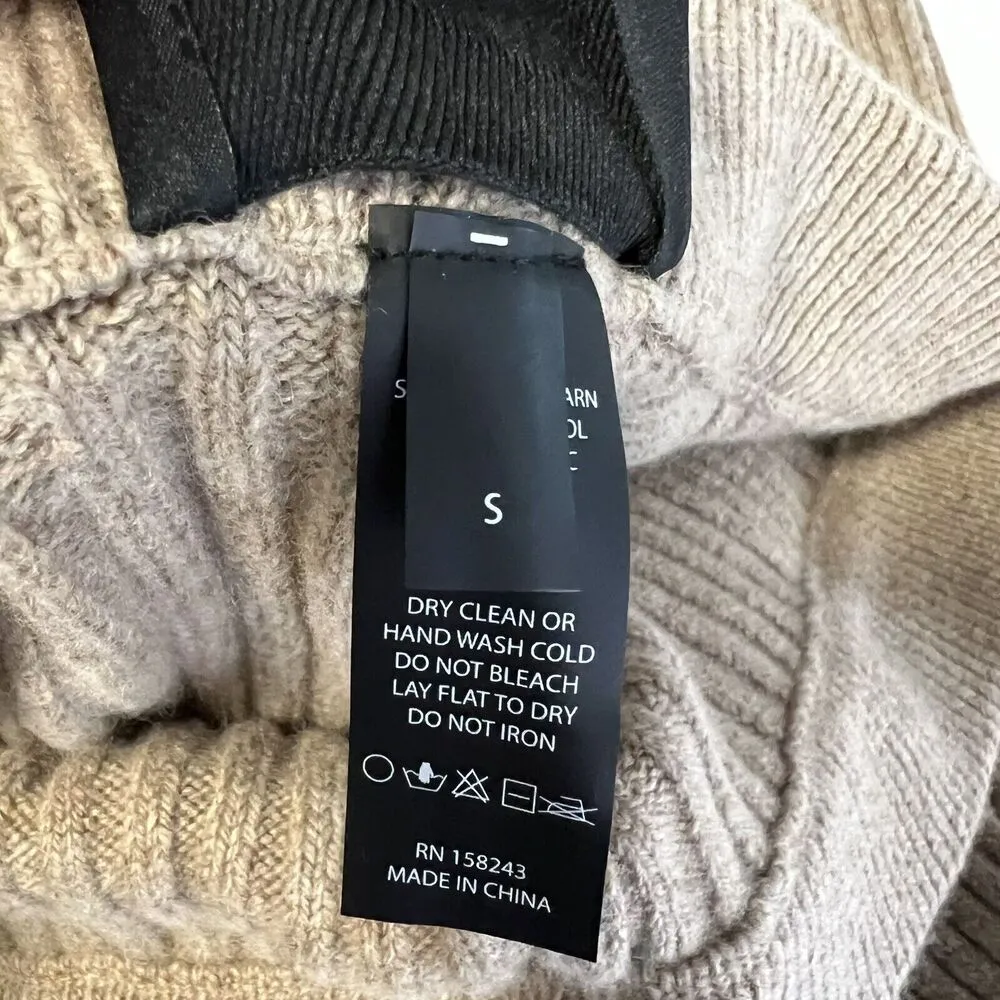 S
DRY CLEAN OR
HAND WASH COLD
DO NOT BLEACH
LAY FLAT TO DRY
DO NOT IRON
RN 158243
MADE IN CHINA